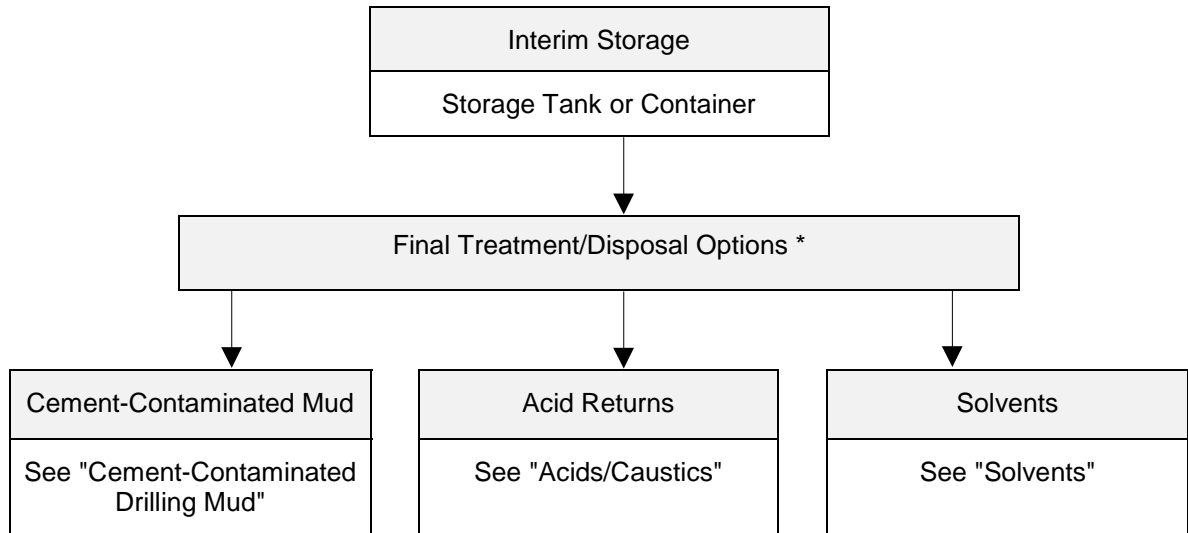 Interim Storage
Storage Tank or Container
Final Treatment/Disposal Options *
Cement-Contaminated Mud
See "Cement-Contaminated
Drilling Mud"
Acid Returns
See "Acids/Caustics"
Solvents
See "Solvents"